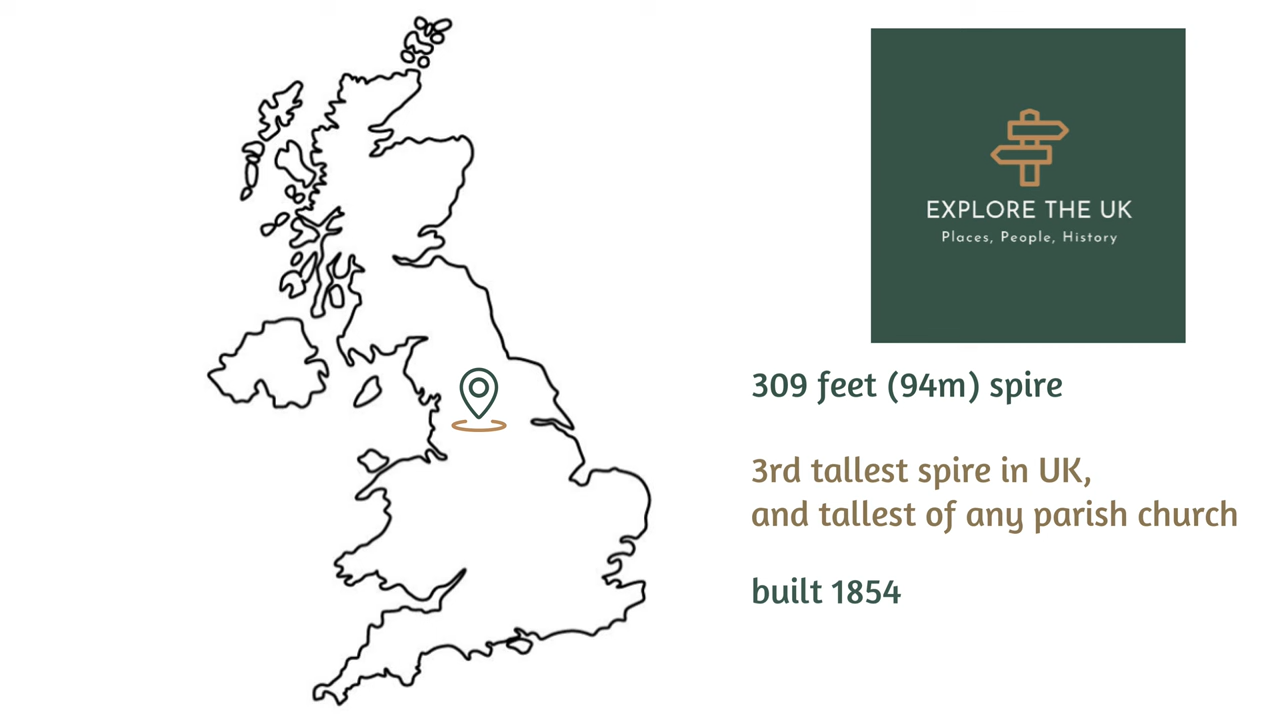 EXPLORE THE UK
Places, People, History
309 feet (94m) spire
3rd tallest spire in UK,
and tallest of any parish church
built 1854